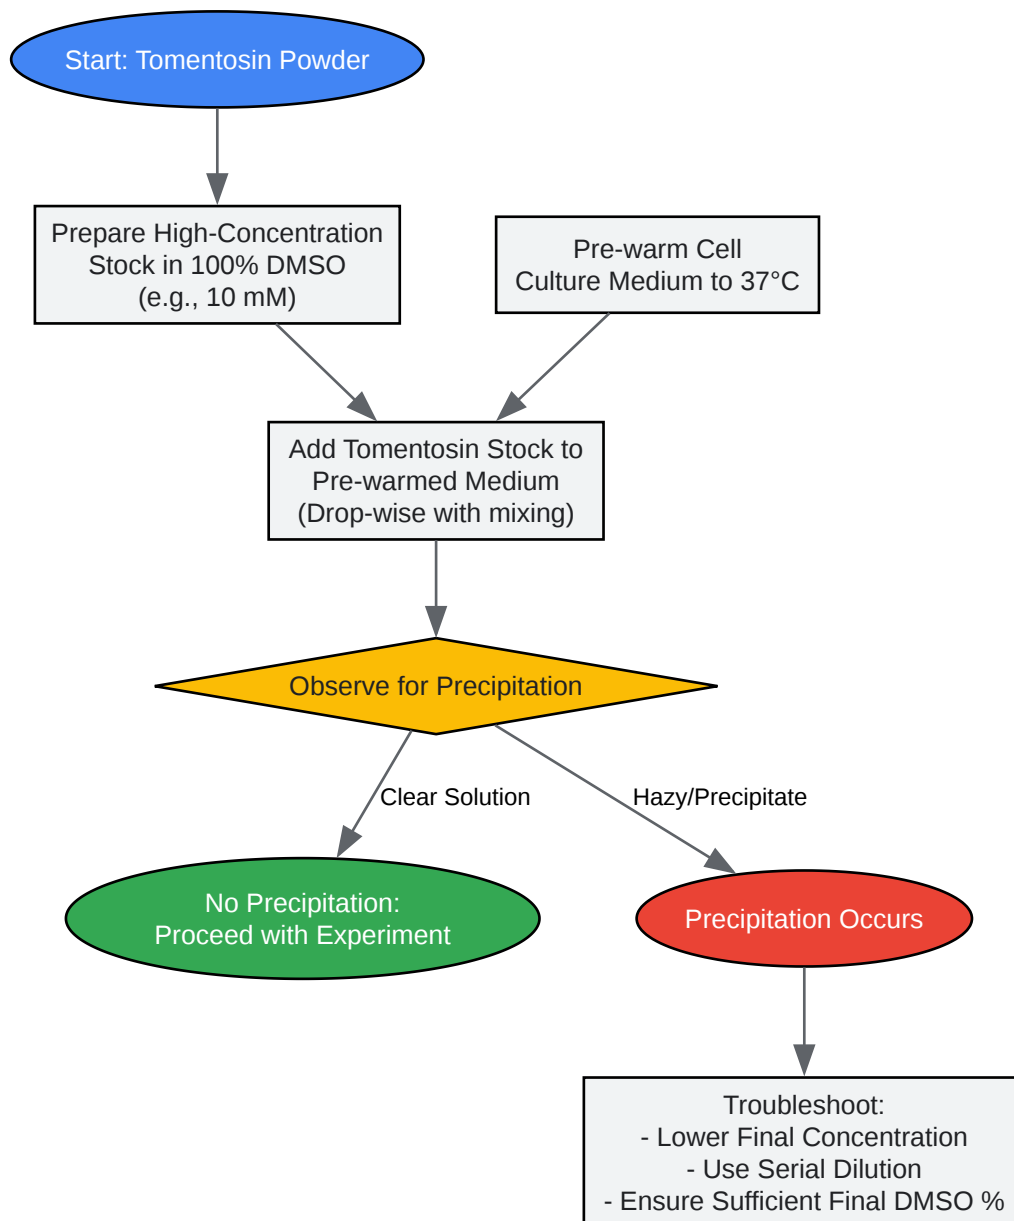 Start: Tomentosin Powder
Prepare High-Concentration
Stock in 100% DMSO
(e.g., 10 mM)
Pre-warm Cell
Culture Medium to 37°C
Add Tomentosin Stock to
Pre-warmed Medium
(Drop-wise with mixing)
Observe for Precipitation
Clear Solution
Hazy/Precipitate
No Precipitation:
Proceed with Experiment
Precipitation Occurs
Troubleshoot:
- Lower Final Concentration
- Use Serial Dilution
- Ensure Sufficient Final DMSO %